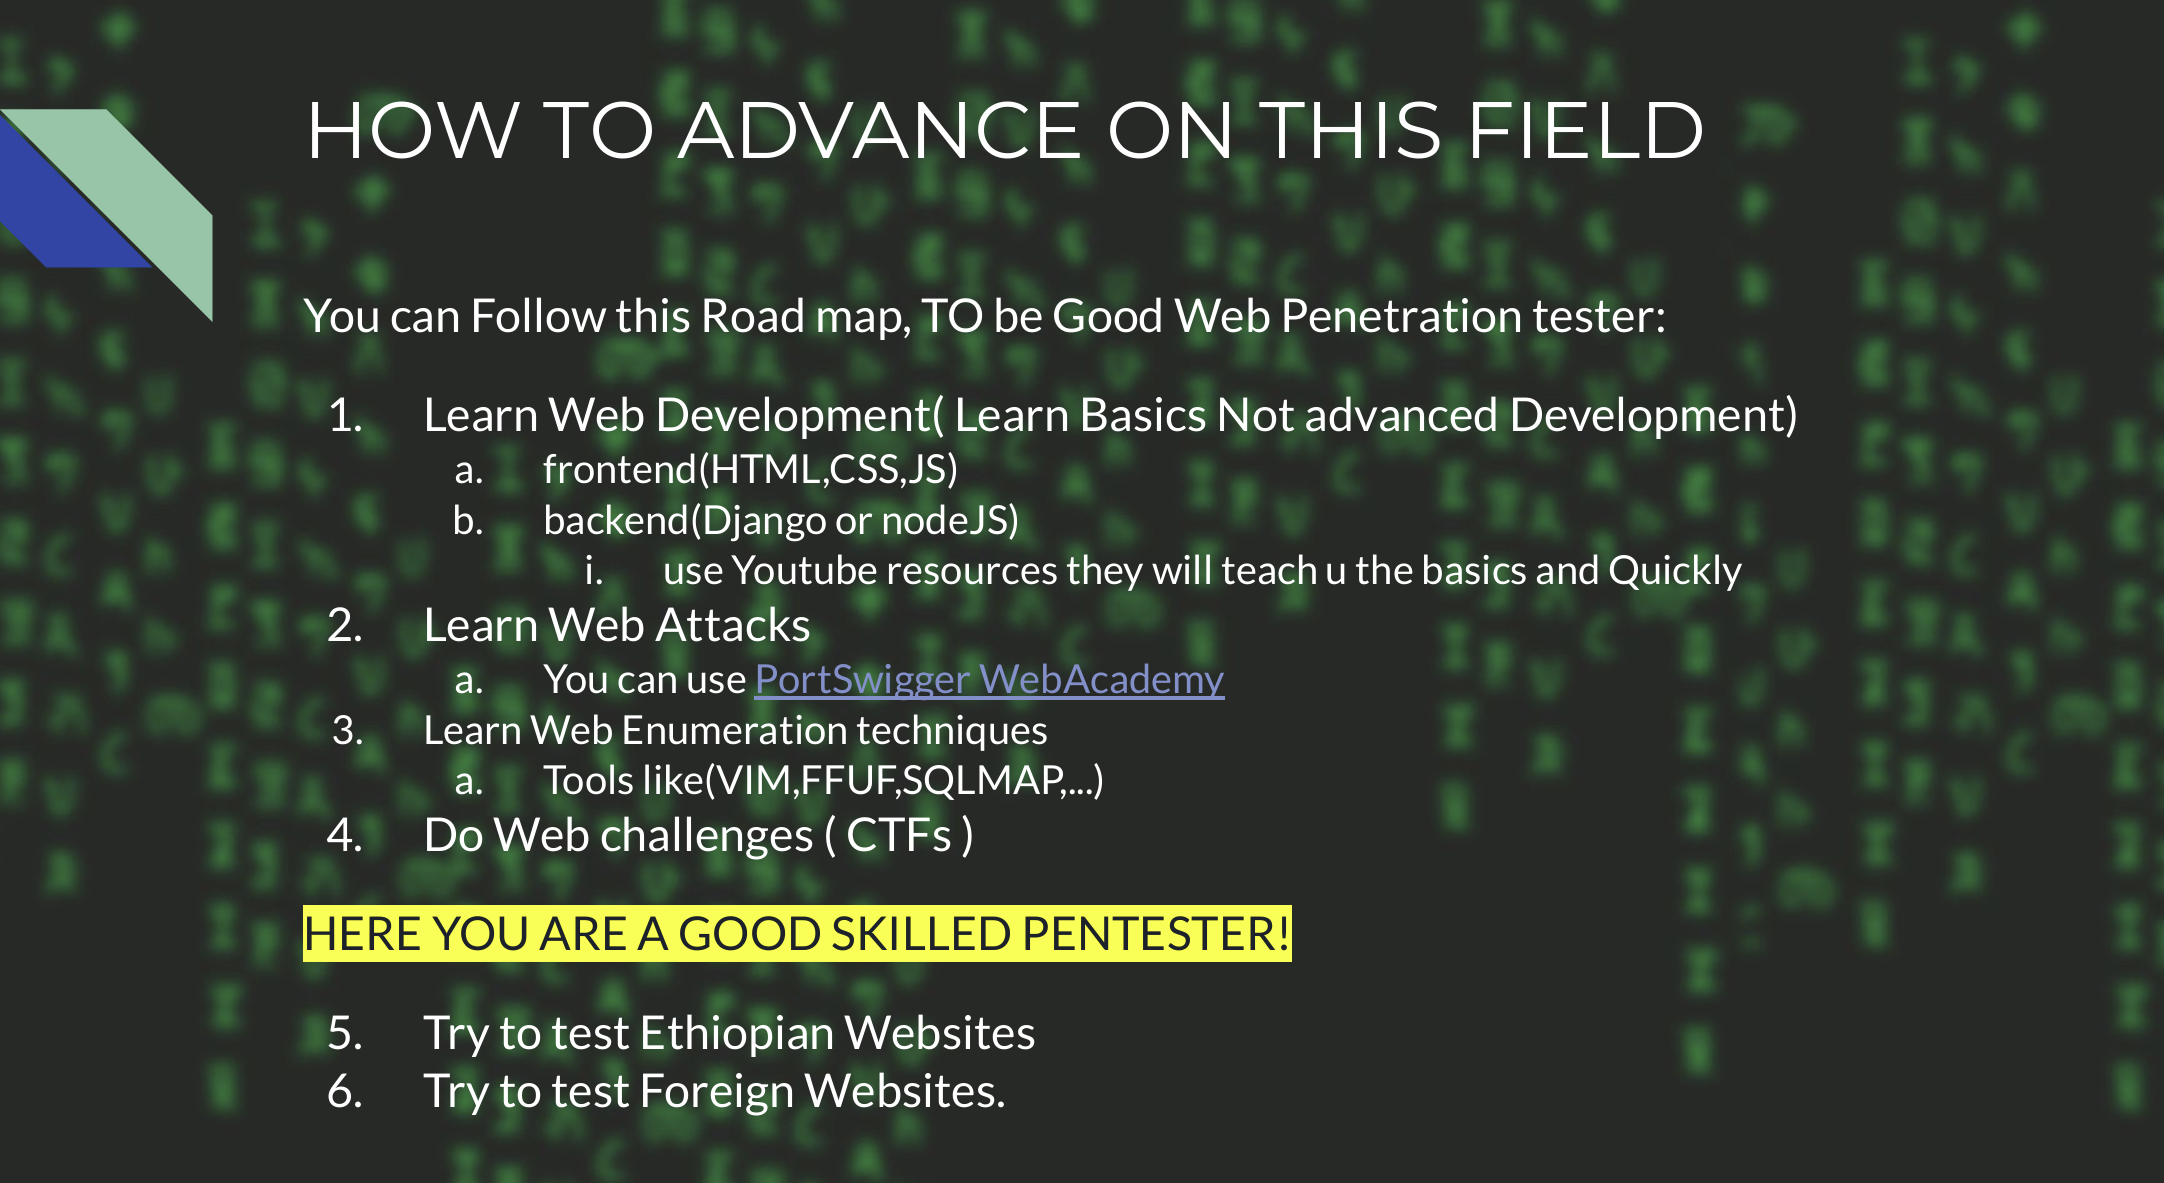 HOW TO ADVANCE ON THIS FIELD
You can Follow this Road map, TO be Good Web Penetration tester:
1. Learn Web Development( Learn Basics Not advanced Development)
a. frontend(HTML,CSS,JS)
b. backend(Django or nodeJS)
i. use Youtube resources they will teach u the basics and Quickly
2. Learn Web Attacks
a. You can use PortSwigger WebAcademy
3. Learn Web Enumeration techniques
a. Tools like(VIM,FFUF,SQLMAP,...)
4. Do Web challenges ( CTFs )
HERE YOU ARE A GOOD SKILLED PENTESTER!
5. Try to test Ethiopian Websites
6. Try to test Foreign Websites.